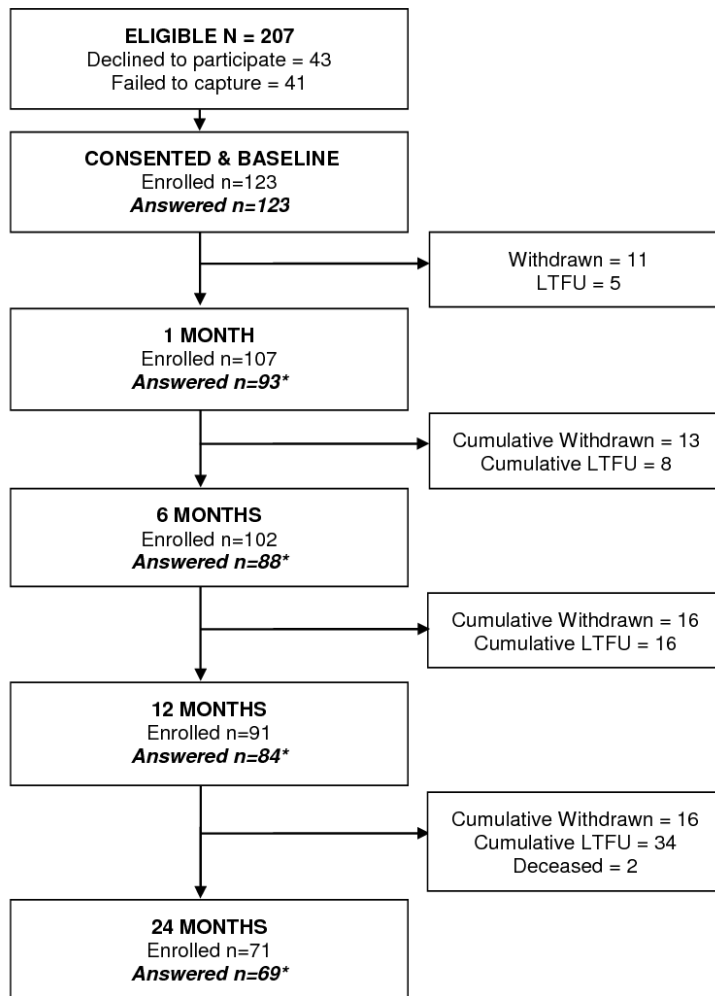 ELIGIBLE N = 207
Declined to participate = 43
Failed to capture = 41
CONSENTED & BASELINE
Enrolled n=123
Answered n=123
Withdrawn = 11
LTFU = 5
1 MONTH
Enrolled n=107
Answered n=93*
Cumulative Withdrawn = 13
Cumulative LTFU = 8
6 MONTHS
Enrolled n=102
Answered n=88*
Cumulative Withdrawn = 16
Cumulative LTFU = 16
12 MONTHS
Enrolled n=91
Answered n=84*
Cumulative Withdrawn = 16
Cumulative LTFU = 34
Deceased = 2
24 MONTHS
Enrolled n=71
Answered n=69*